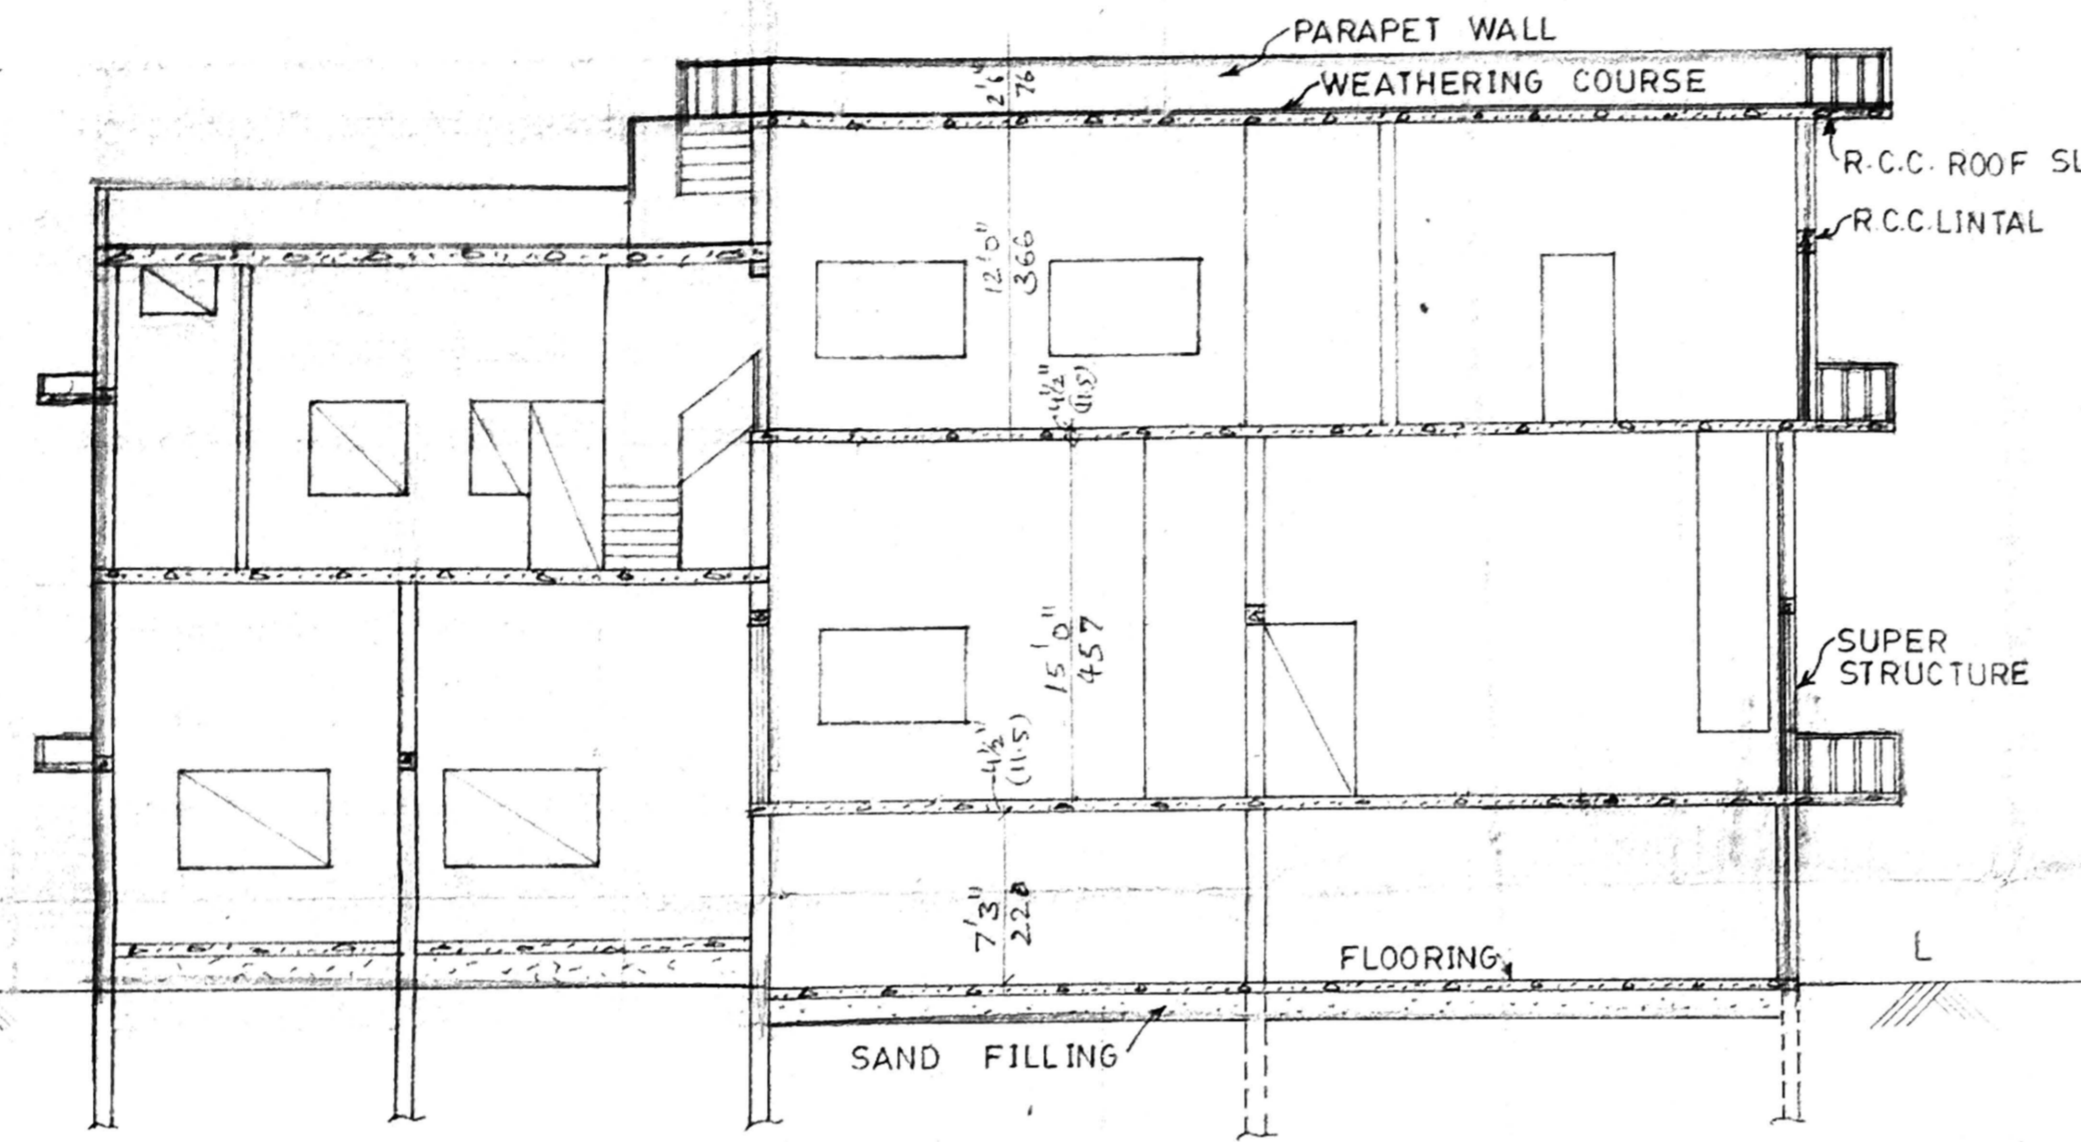 PARAPET WALL
WEATHERING COURSE
2'6"
76
R.C.C. ROOF SL
R.C.C.LINTAL
12'0"
366
4½"
(11.5)
15'0"
457
SUPER
STRUCTURE
4½"
(11.5)
7'3"
220
FLOORING
L
SAND FILLING